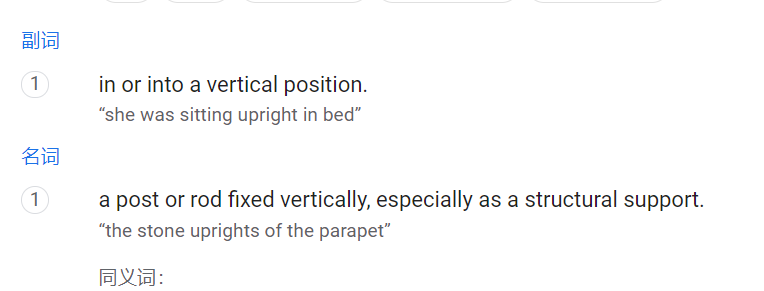 副词
1
in or into a vertical position.
“she was sitting upright in bed”
名词
1
a post or rod fixed vertically, especially as a structural support.
“the stone uprights of the parapet”
同义词：